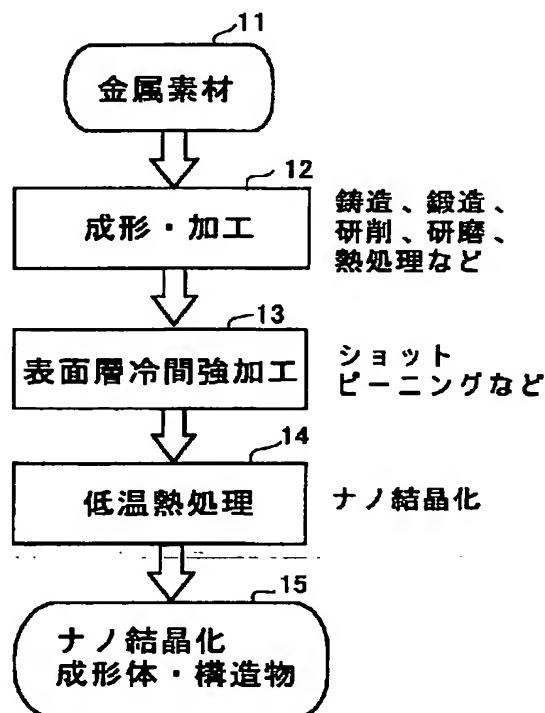 11
金属素材
12
成形・加工
鋳造、鍛造、
研削、研磨、
熱処理など
13
表面層冷間強加工
ショット
ピーニングなど
14
低温熱処理
ナノ結晶化
15
ナノ結晶化
成形体・構造物